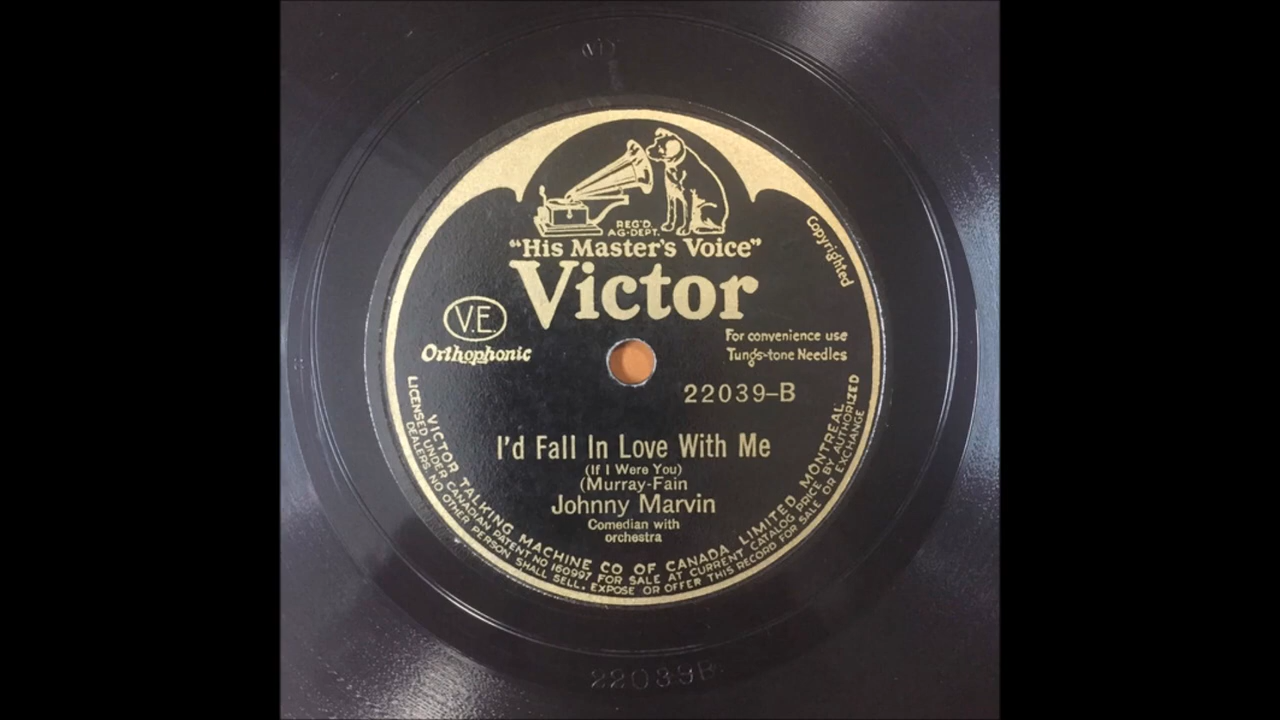 VE
REG'D.
AG-DEPT.
"His Master's Voice"
Victor
Copyrighted
V.E.
Orthophonic
For convenience use
Tungs-tone Needles
22039-B
I'd Fall In Love With Me
(If I Were You)
(Murray-Fain
Johnny Marvin
Comedian with
orchestra
VICTOR TALKING MACHINE CO OF CANADA LIMITED MONTREAL
LICENSED UNDER CANADIAN PATENT NO 160997 FOR SALE AT CURRENT CATALOG PRICE BY AUTHORIZED
DEALERS. NO OTHER PERSON SHALL SELL, EXPOSE OR OFFER THIS RECORD FOR SALE OR EXCHANGE
22039B